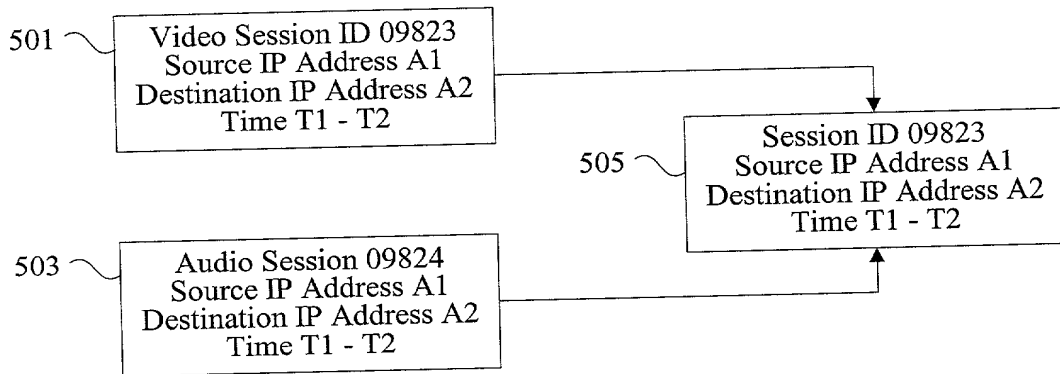 501
Video Session ID 09823
Source IP Address A1
Destination IP Address A2
Time T1 - T2
505
Session ID 09823
Source IP Address A1
Destination IP Address A2
Time T1 - T2
503
Audio Session 09824
Source IP Address A1
Destination IP Address A2
Time T1 - T2